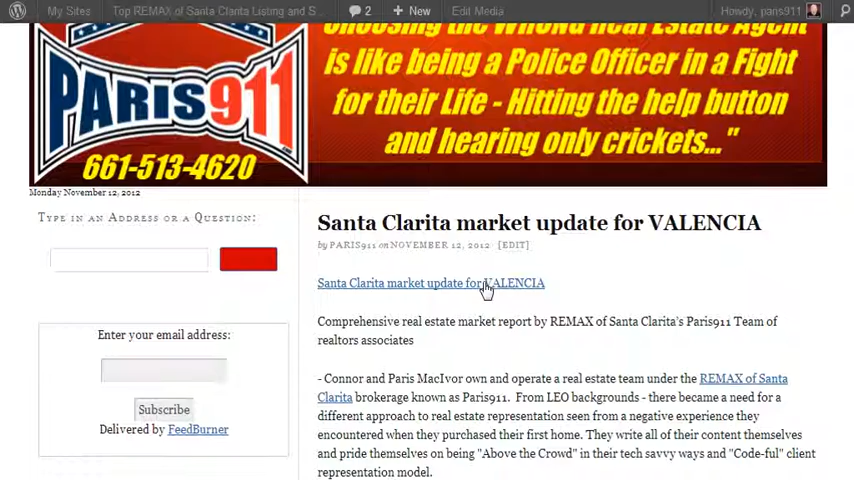 My Sites
Top REMAX of Santa Clarita Listing and S...
2
+ New
Edit Media
Howdy, paris911
Choosing the WRONG Real Estate Agent
is like being a Police Officer in a Fight
for their Life - Hitting the help button
and hearing only crickets..."
PARIS911
661-513-4620
Monday November 12, 2012
Type in an Address or a Question:
Enter your email address:
Subscribe
Delivered by FeedBurner
Santa Clarita market update for VALENCIA
by PARIS911 on NOVEMBER 12, 2012 · [EDIT]
Santa Clarita market update for VALENCIA
Comprehensive real estate market report by REMAX of Santa Clarita's Paris911 Team of
realtors associates
- Connor and Paris MacIvor own and operate a real estate team under the REMAX of Santa
Clarita brokerage known as Paris911. From LEO backgrounds - there became a need for a
different approach to real estate representation seen from a negative experience they
encountered when they purchased their first home. They write all of their content themselves
and pride themselves on being "Above the Crowd" in their tech savvy ways and "Code-ful" client
representation model.